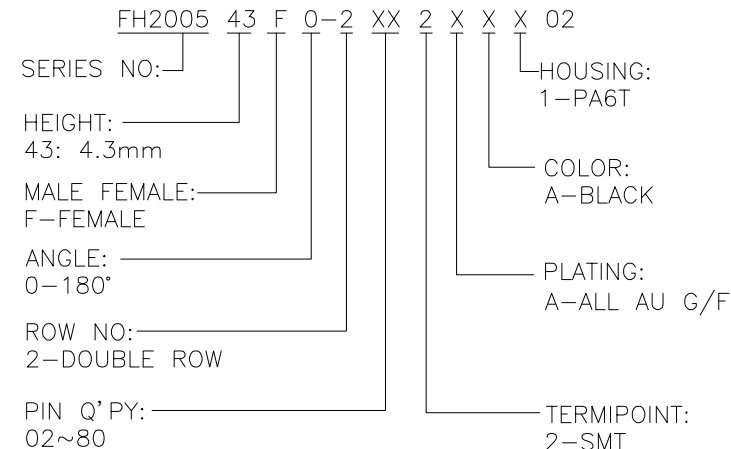 FH2005 43 F 0-2 XX 2 X X X 02
SERIES NO:
HOUSING:
1-PA6T
HEIGHT:
43: 4.3mm
COLOR:
A-BLACK
MALE FEMALE:
F-FEMALE
ANGLE:
0-180°
PLATING:
A-ALL AU G/F
ROW NO:
2-DOUBLE ROW
PIN Q'PY:
02~80
TERMIPOINT:
2-SMT